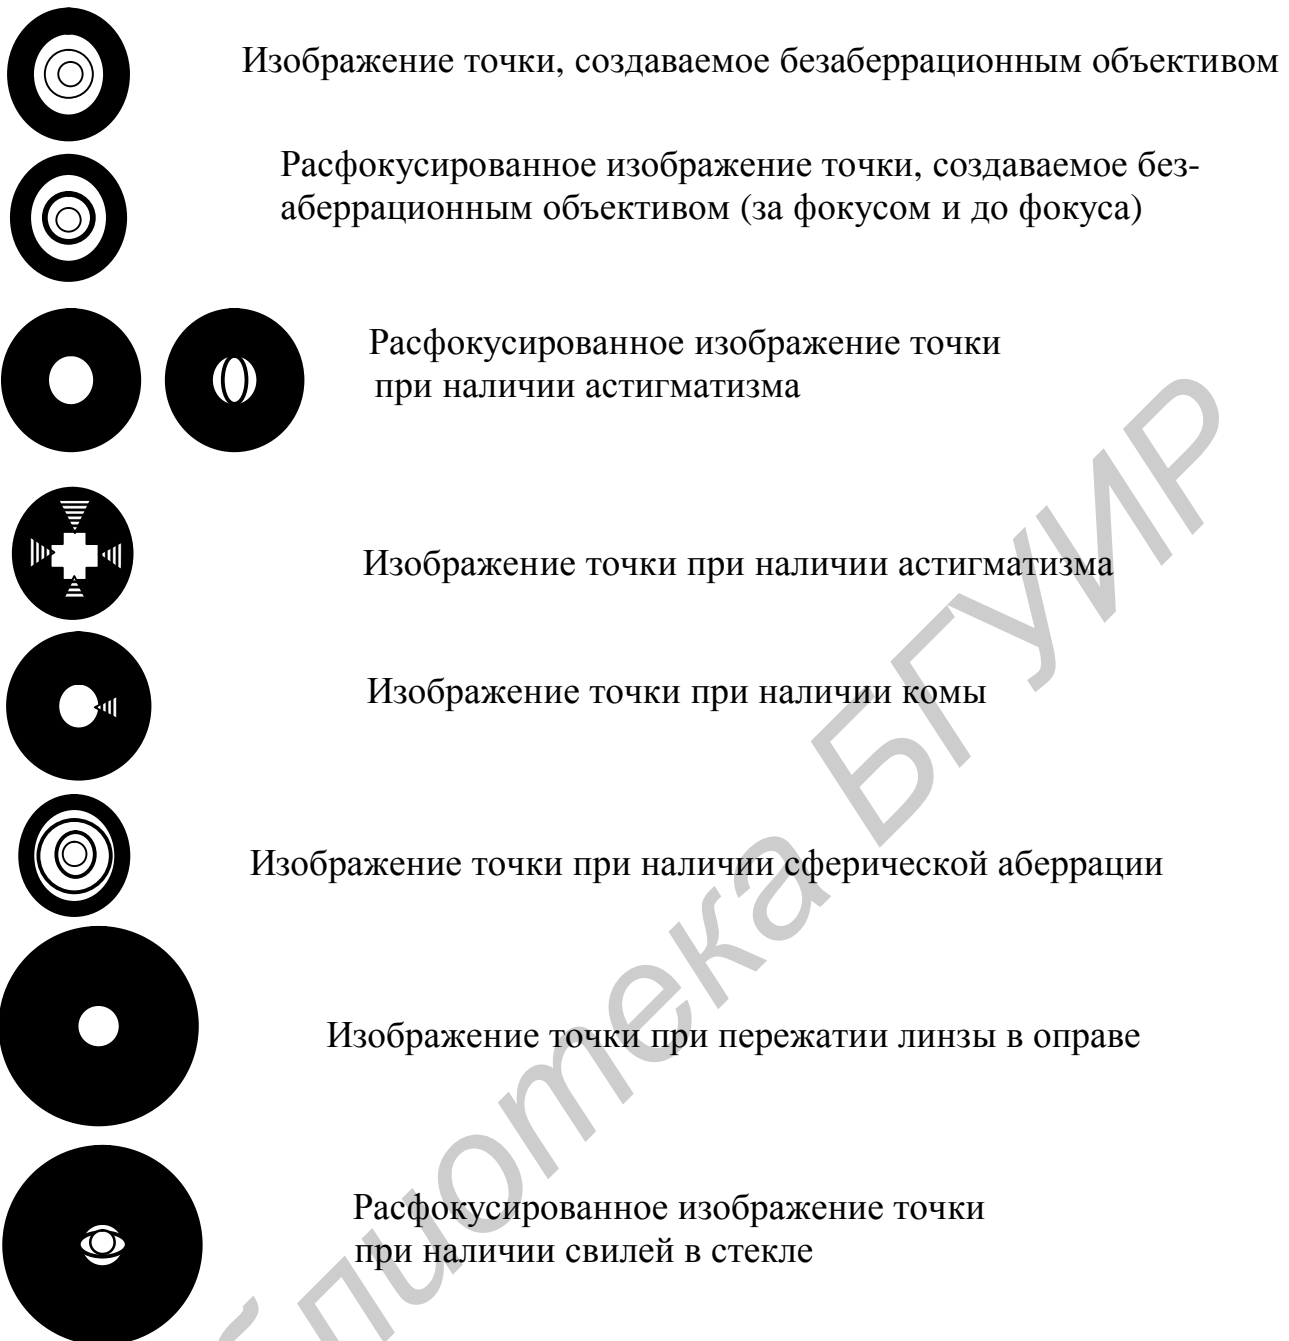 Изображение точки, создаваемое безаберрационным объективом
Расфокусированное изображение точки, создаваемое без-
аберрационным объективом (за фокусом и до фокуса)
Расфокусированное изображение точки
при наличии астигматизма
Изображение точки при наличии астигматизма
Изображение точки при наличии комы
Изображение точки при наличии сферической аберрации
Изображение точки при пережатии линзы в оправе
Расфокусированное изображение точки
при наличии свилей в стекле
блиотека БГУИР